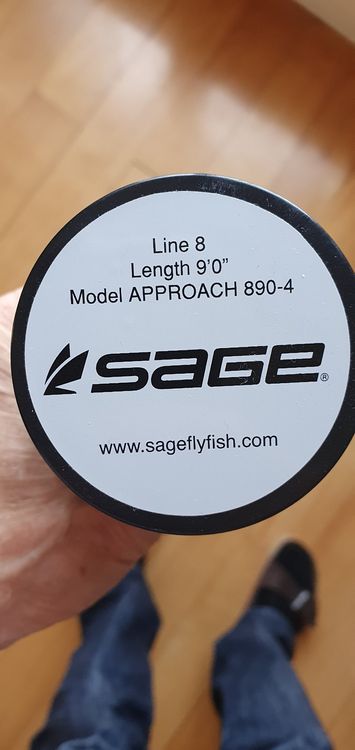 Line 8
Length 9'0"
Model APPROACH 890-4
SAGE®
www.sageflyfish.com